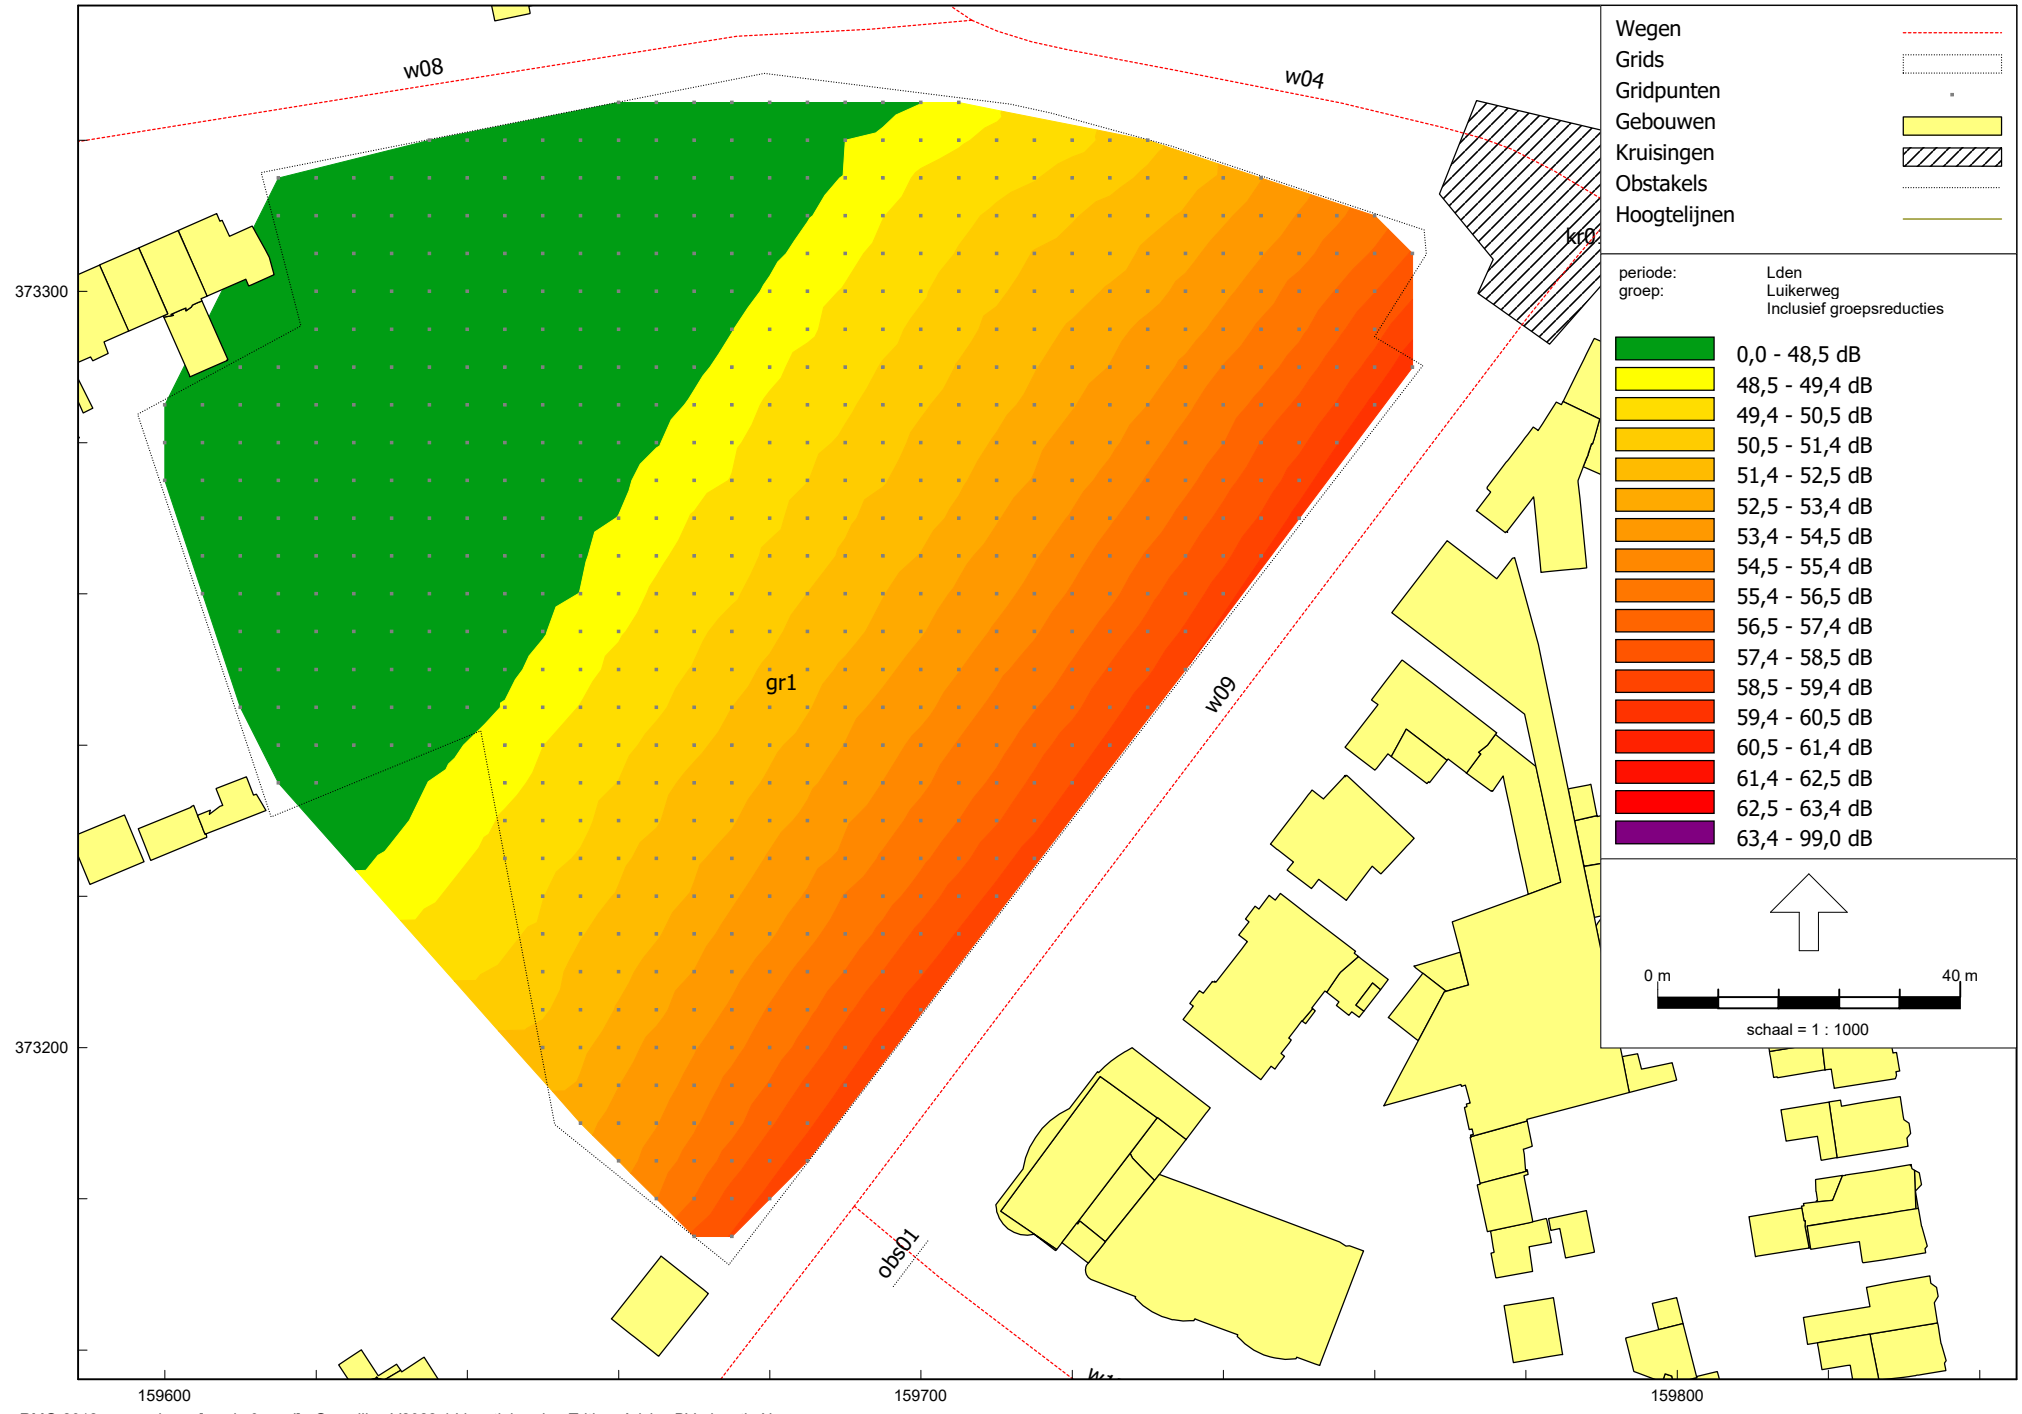 Wegen
Grids
Gridpunten
Gebouwen
Kruisingen
Obstakels
Hoogtelijnen
periode: Lden
groep: Luikerweg
Inclusief groepsreducties
0,0 - 48,5 dB
48,5 - 49,4 dB
49,4 - 50,5 dB
50,5 - 51,4 dB
51,4 - 52,5 dB
52,5 - 53,4 dB
53,4 - 54,5 dB
54,5 - 55,4 dB
55,4 - 56,5 dB
56,5 - 57,4 dB
57,4 - 58,5 dB
58,5 - 59,4 dB
59,4 - 60,5 dB
60,5 - 61,4 dB
61,4 - 62,5 dB
62,5 - 63,4 dB
63,4 - 99,0 dB
0 m 40 m
schaal = 1 : 1000
w08
w04
kr0
373300
gr1
w09
373200
obs01
159600 159700 159800